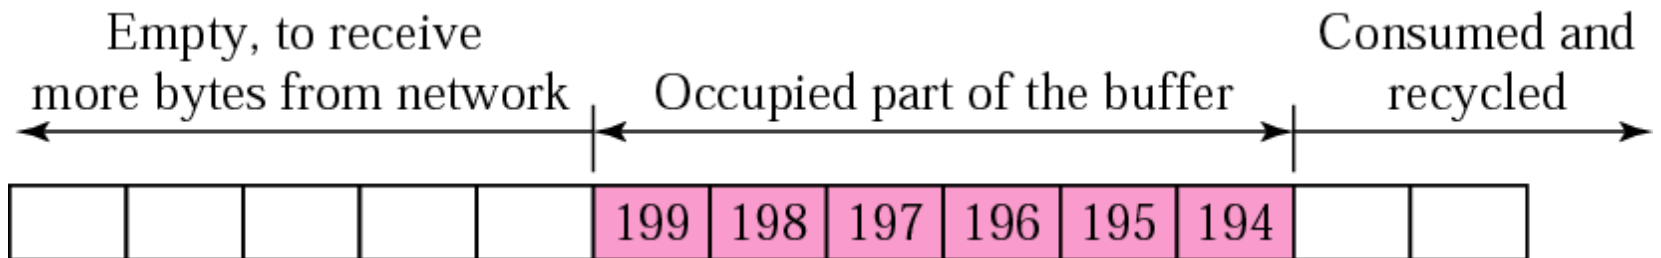 Empty, to receive
more bytes from network
Occupied part of the buffer
Consumed and
recycled
199 198 197 196 195 194